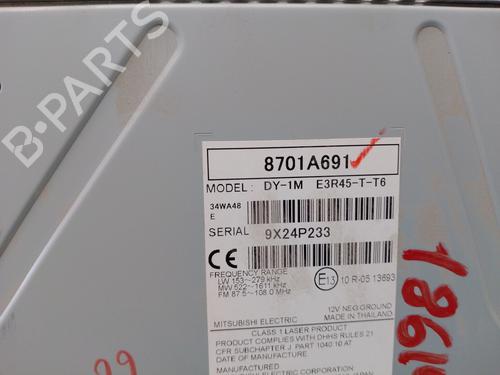 8701A691
MODEL: DY-1M E3R45-T-T6
34WA48
E
SERIAL 9X24P233
CE
FREQUENCY RANGE
LW 153~279 kHz
MW 522~1611 kHz
FM 87.5~108.0 MHz
E13 10 R-05 13693
12V NEG.GROUND
MITSUBISHI ELECTRIC MADE IN THAILAND
CLASS 1 LASER PRODUCT
PRODUCT COMPLIES WITH DHHS RULES 21
CFR SUBCHAPTER J PART 1040.10 AT
DATE OF MANUFACTURE
MANUFACTURED